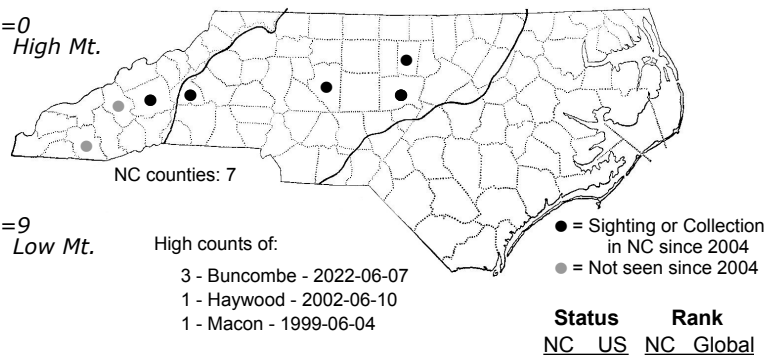 =0
High Mt.
NC counties: 7
=9
Low Mt.
High counts of:
3 - Buncombe - 2022-06-07
1 - Haywood - 2002-06-10
1 - Macon - 1999-06-04
= Sighting or Collection
in NC since 2004
= Not seen since 2004
Status Rank
NC US NC Global